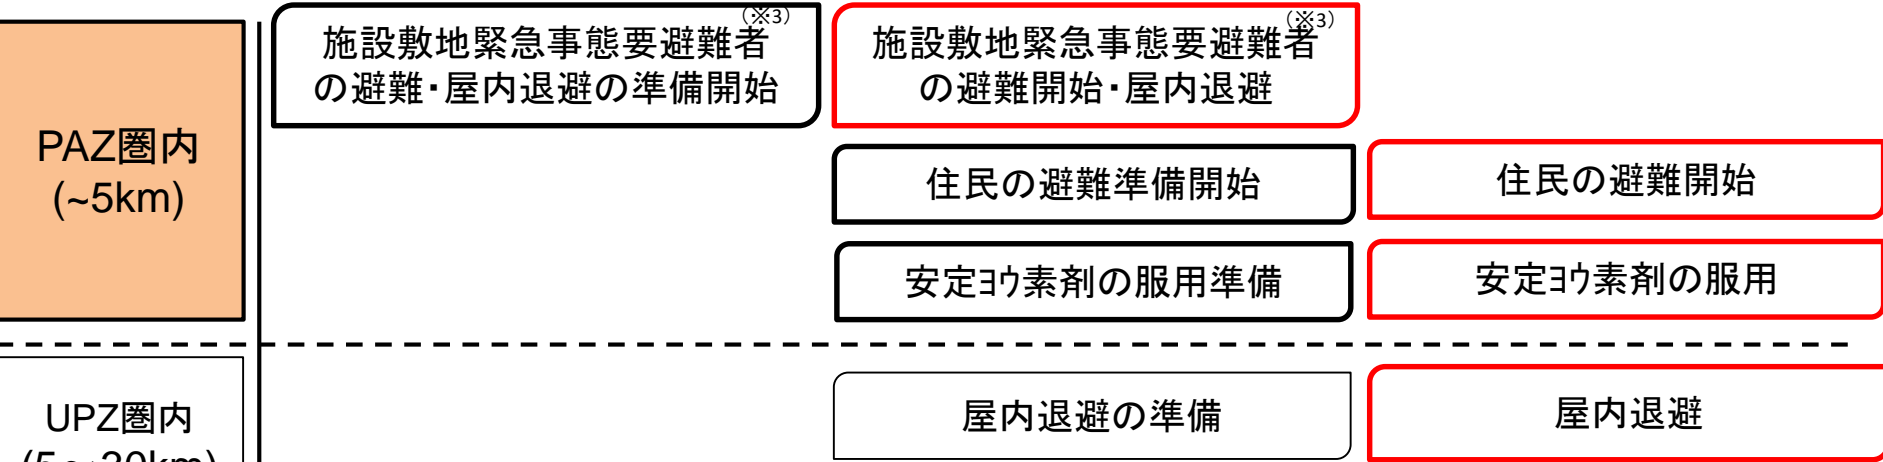 PAZ圏内
(~5km)
施設敷地緊急事態要避難者(※3)
の避難・屋内退避の準備開始
施設敷地緊急事態要避難者(※3)
の避難開始・屋内退避
住民の避難準備開始
住民の避難開始
安定ﾖｳ素剤の服用準備
安定ﾖｳ素剤の服用
UPZ圏内
(5~30km)
屋内退避の準備
屋内退避